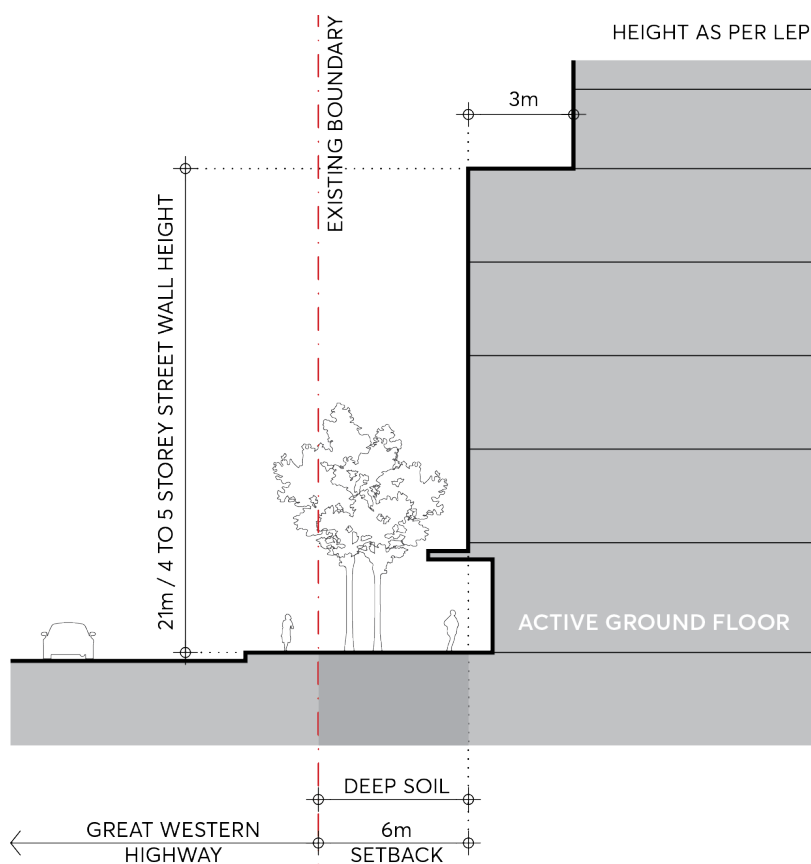 HEIGHT AS PER LEP
EXISTING BOUNDARY
3m
21m / 4 TO 5 STOREY STREET WALL HEIGHT
ACTIVE GROUND FLOOR
DEEP SOIL
GREAT WESTERN
HIGHWAY
6m
SETBACK